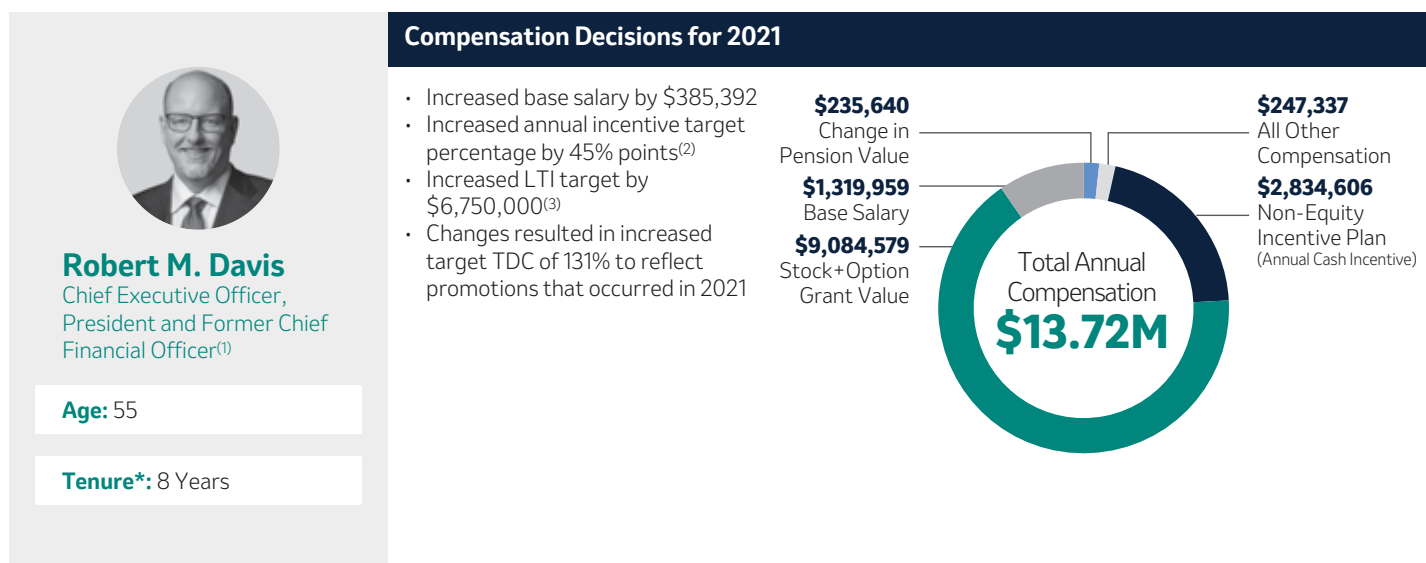 Robert M. Davis
Chief Executive Officer,
President and Former Chief
Financial Officer(1)
Age: 55
Tenure*: 8 Years
Compensation Decisions for 2021
• Increased base salary by $385,392
• Increased annual incentive target
percentage by 45% points(2)
• Increased LTI target by
$6,750,000(3)
• Changes resulted in increased
target TDC of 131% to reflect
promotions that occurred in 2021
$235,640
Change in
Pension Value
$1,319,959
Base Salary
$9,084,579
Stock+Option
Grant Value
Total Annual
Compensation
$13.72M
$247,337
All Other
Compensation
$2,834,606
Non-Equity
Incentive Plan
(Annual Cash Incentive)